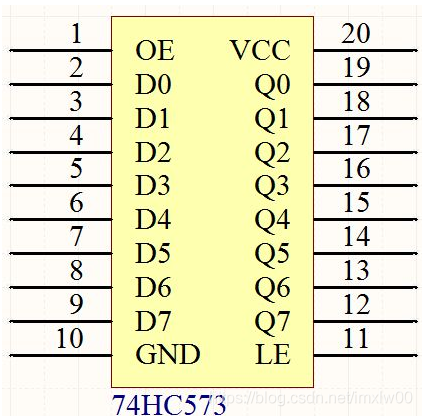 1 OE VCC 20
2 D0 Q0 19
3 D1 Q1 18
4 D2 Q2 17
5 D3 Q3 16
6 D4 Q4 15
7 D5 Q5 14
8 D6 Q6 13
9 D7 Q7 12
10 GND LE 11
74HC573
https://blog.csdn.net/lmxlw00